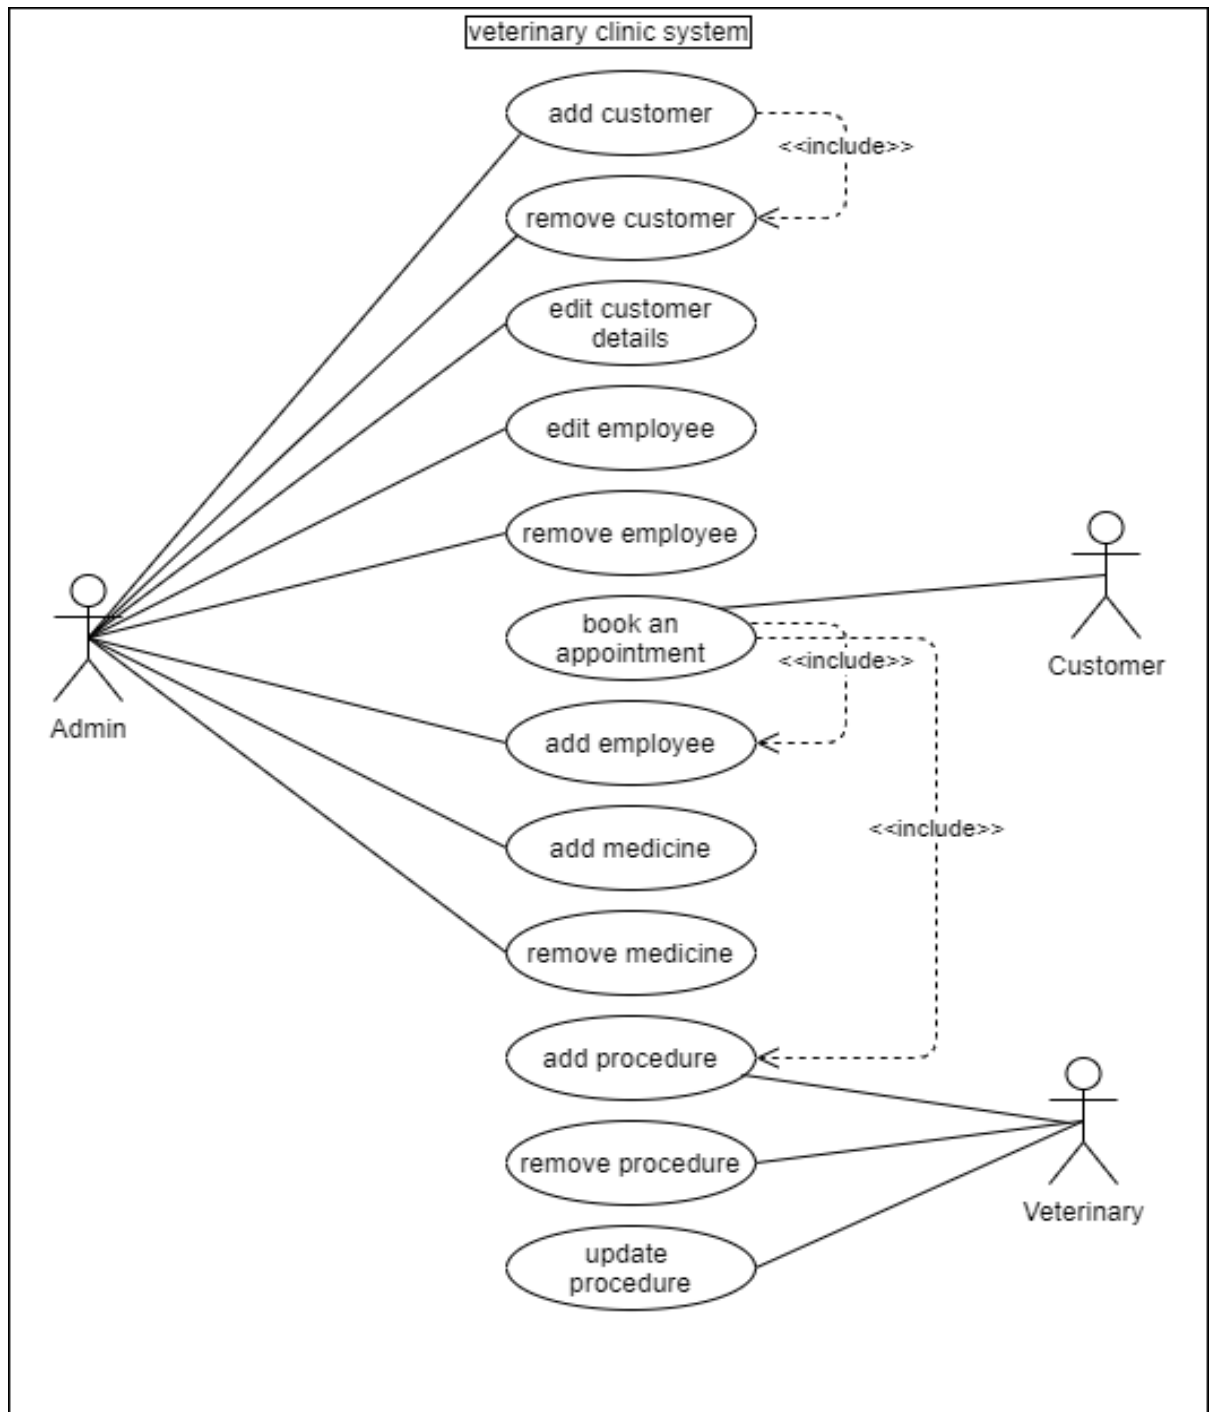 veterinary clinic system
add customer
<<include>>
remove customer
edit customer
details
edit employee
remove employee
book an
appointment
<<include>>
Customer
Admin
add employee
<<include>>
add medicine
remove medicine
add procedure
remove procedure
Veterinary
update
procedure